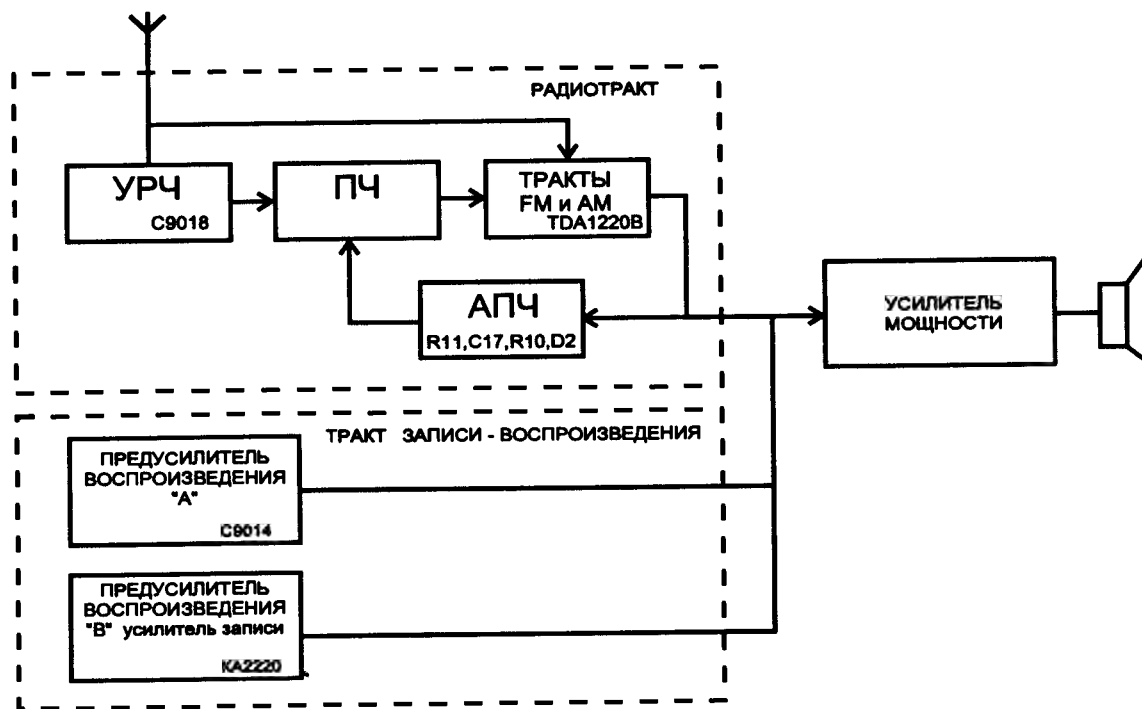 РАДИОТРАКТ
УРЧ
C9018
ПЧ
ТРАКТЫ
FM и AM
TDA1220B
АПЧ
R11,C17,R10,D2
УСИЛИТЕЛЬ
МОЩНОСТИ
ТРАКТ ЗАПИСИ - ВОСПРОИЗВЕДЕНИЯ
ПРЕДУСИЛИТЕЛЬ
ВОСПРОИЗВЕДЕНИЯ
"А"
C9014
ПРЕДУСИЛИТЕЛЬ
ВОСПРОИЗВЕДЕНИЯ
"В" усилитель записи
KA2220